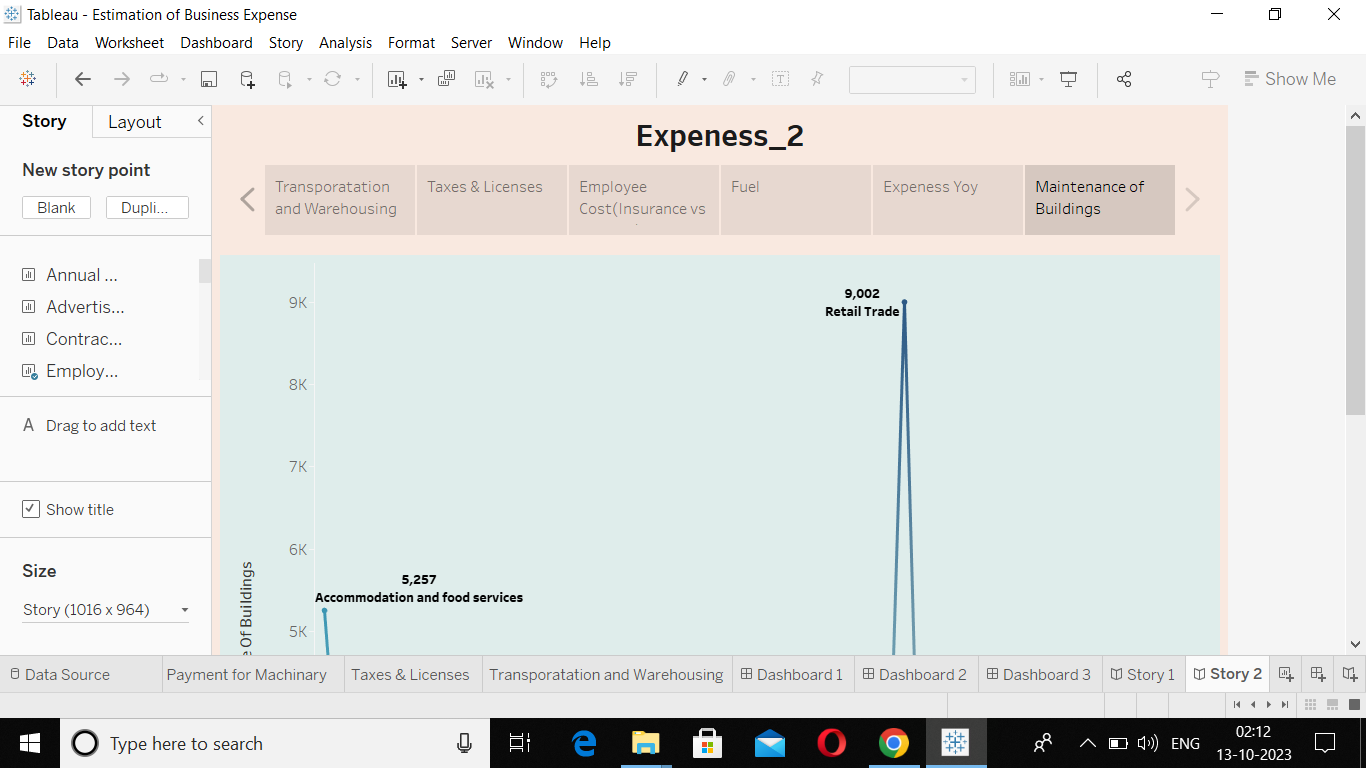 Tableau - Estimation of Business Expense
File Data Worksheet Dashboard Story Analysis Format Server Window Help
Show Me
Story Layout
New story point
Blank Dupli...
Annual ...
Advertis...
Contrac...
Employ...
A Drag to add text
Show title
Size
Story (1016 x 964)
Expeness_2
Transporatation
and Warehousing
Taxes & Licenses
Employee
Cost(Insurance vs
Fuel
Expeness Yoy
Maintenance of
Buildings
9K
8K
7K
6K
5K
e Of Buildings
9,002
Retail Trade
5,257
Accommodation and food services
Data Source Payment for Machinary Taxes & Licenses Transporatation and Warehousing Dashboard 1 Dashboard 2 Dashboard 3 Story 1 Story 2
Type here to search
ENG
02:12
13-10-2023